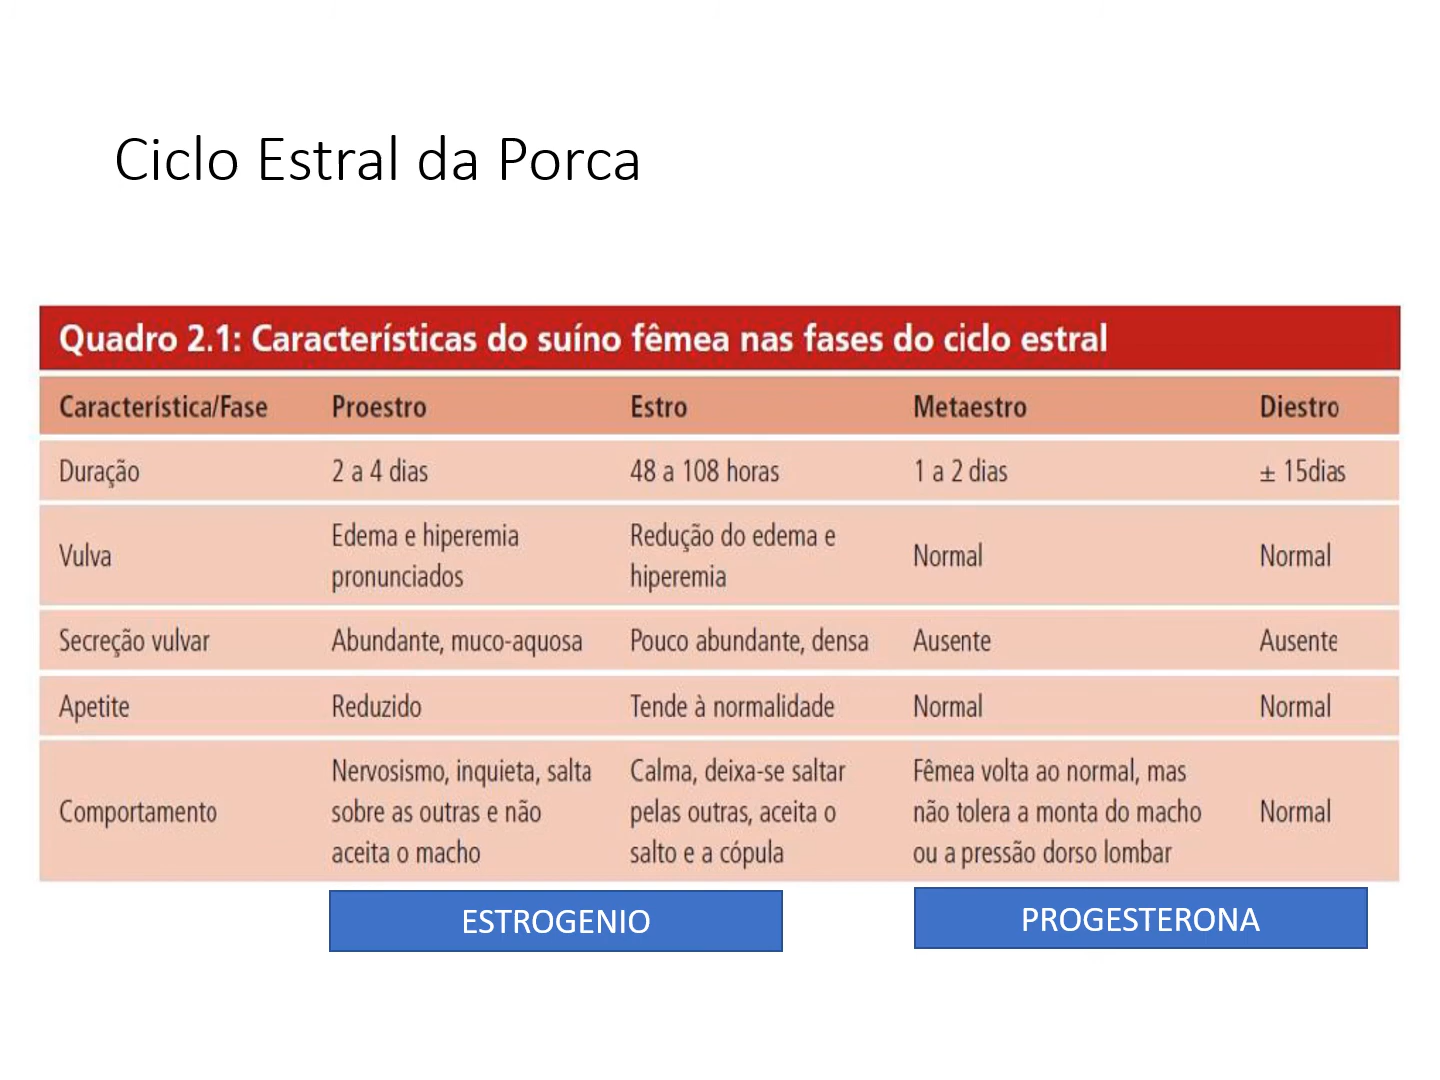 Ciclo Estral da Porca
Quadro 2.1: Características do suíno fêmea nas fases do ciclo estral
Característica/Fase Proestro Estro Metaestro Diestro
Duração 2 a 4 dias 48 a 108 horas 1 a 2 dias ± 15dias
Vulva Edema e hiperemia pronunciados Redução do edema e hiperemia Normal Normal
Secreção vulvar Abundante, muco-aquosa Pouco abundante, densa Ausente Ausente
Apetite Reduzido Tende à normalidade Normal Normal
Comportamento Nervosismo, inquieta, salta sobre as outras e não aceita o macho Calma, deixa-se saltar pelas outras, aceita o salto e a cópula Fêmea volta ao normal, mas não tolera a monta do macho ou a pressão dorso lombar Normal
ESTROGENIO PROGESTERONA